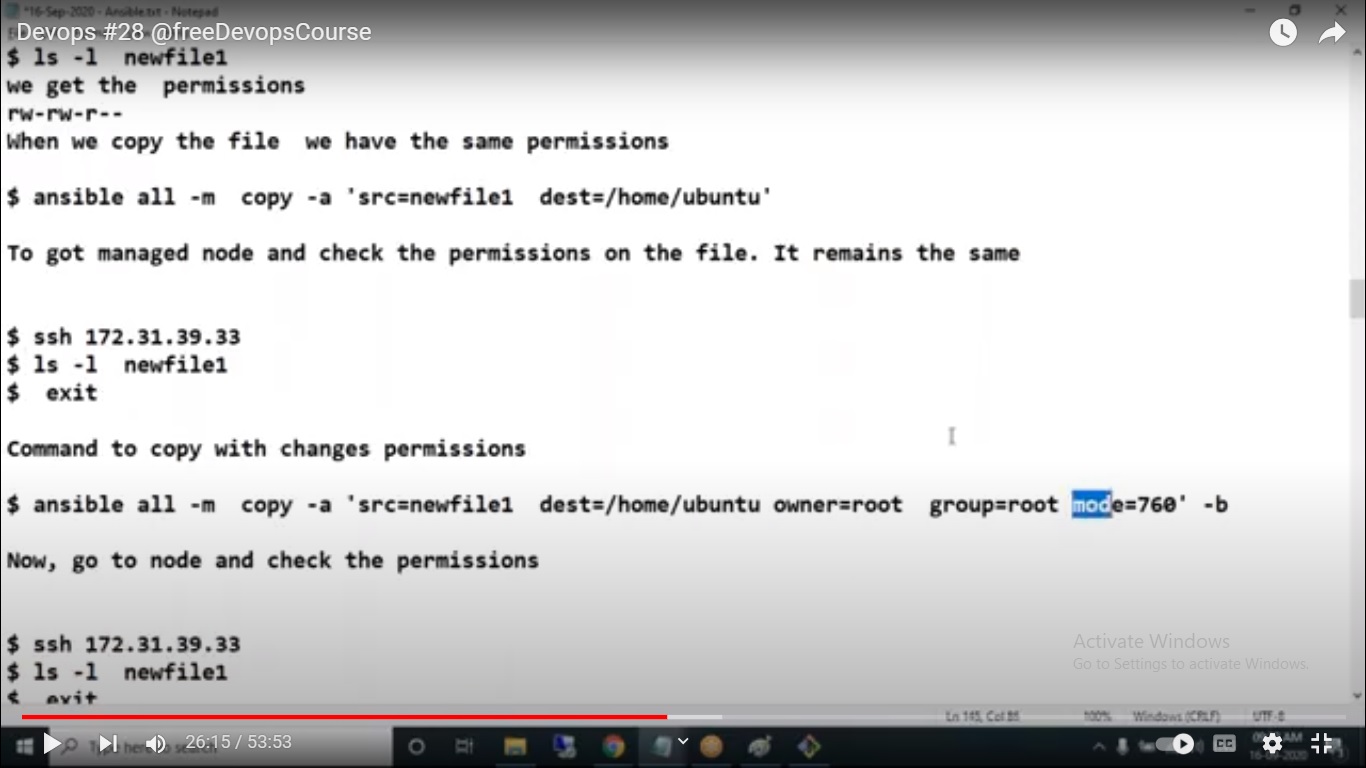 *16-Sep-2020 - Ansible.txt - Notepad
Devops #28 @freeDevopsCourse
$ ls -l  newfile1
we get the  permissions
rw-rw-r--
When we copy the file  we have the same permissions
$ ansible all -m  copy -a 'src=newfile1  dest=/home/ubuntu'
To got managed node and check the permissions on the file. It remains the same
$ ssh 172.31.39.33
$ ls -l  newfile1
$  exit
Command to copy with changes permissions
$ ansible all -m  copy -a 'src=newfile1  dest=/home/ubuntu owner=root  group=root mode=760' -b
Now, go to node and check the permissions
$ ssh 172.31.39.33
$ ls -l  newfile1
$  exit
Activate Windows
Go to Settings to activate Windows.
Ln 145, Col 85 100% Windows (CRLF) UTF-8
Type here to search
26:15 / 53:53
CC
AM
16-09-2020